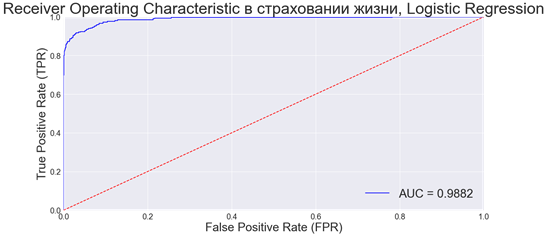 Receiver Operating Characteristic в страховании жизни, Logistic Regression
1.0
0.8
0.6
0.4
0.2
0.0
True Positive Rate (TPR)
AUC = 0.9882
0.0 0.2 0.4 0.6 0.8 1.0
False Positive Rate (FPR)